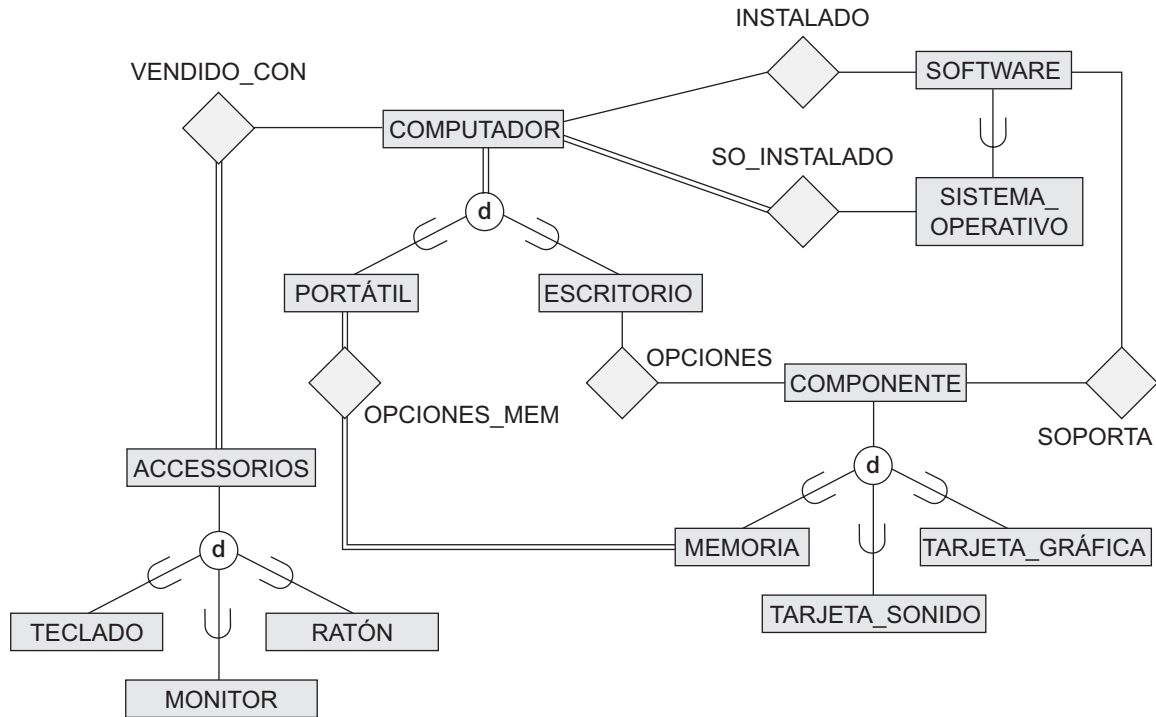 INSTALADO
VENDIDO_CON
SOFTWARE
COMPUTADOR
SO_INSTALADO
SISTEMA_
OPERATIVO
d
PORTÁTIL
ESCRITORIO
OPCIONES
COMPONENTE
OPCIONES_MEM
SOPORTA
ACCESSORIOS
d
d
MEMORIA
TARJETA_GRÁFICA
TARJETA_SONIDO
TECLADO
RATÓN
MONITOR